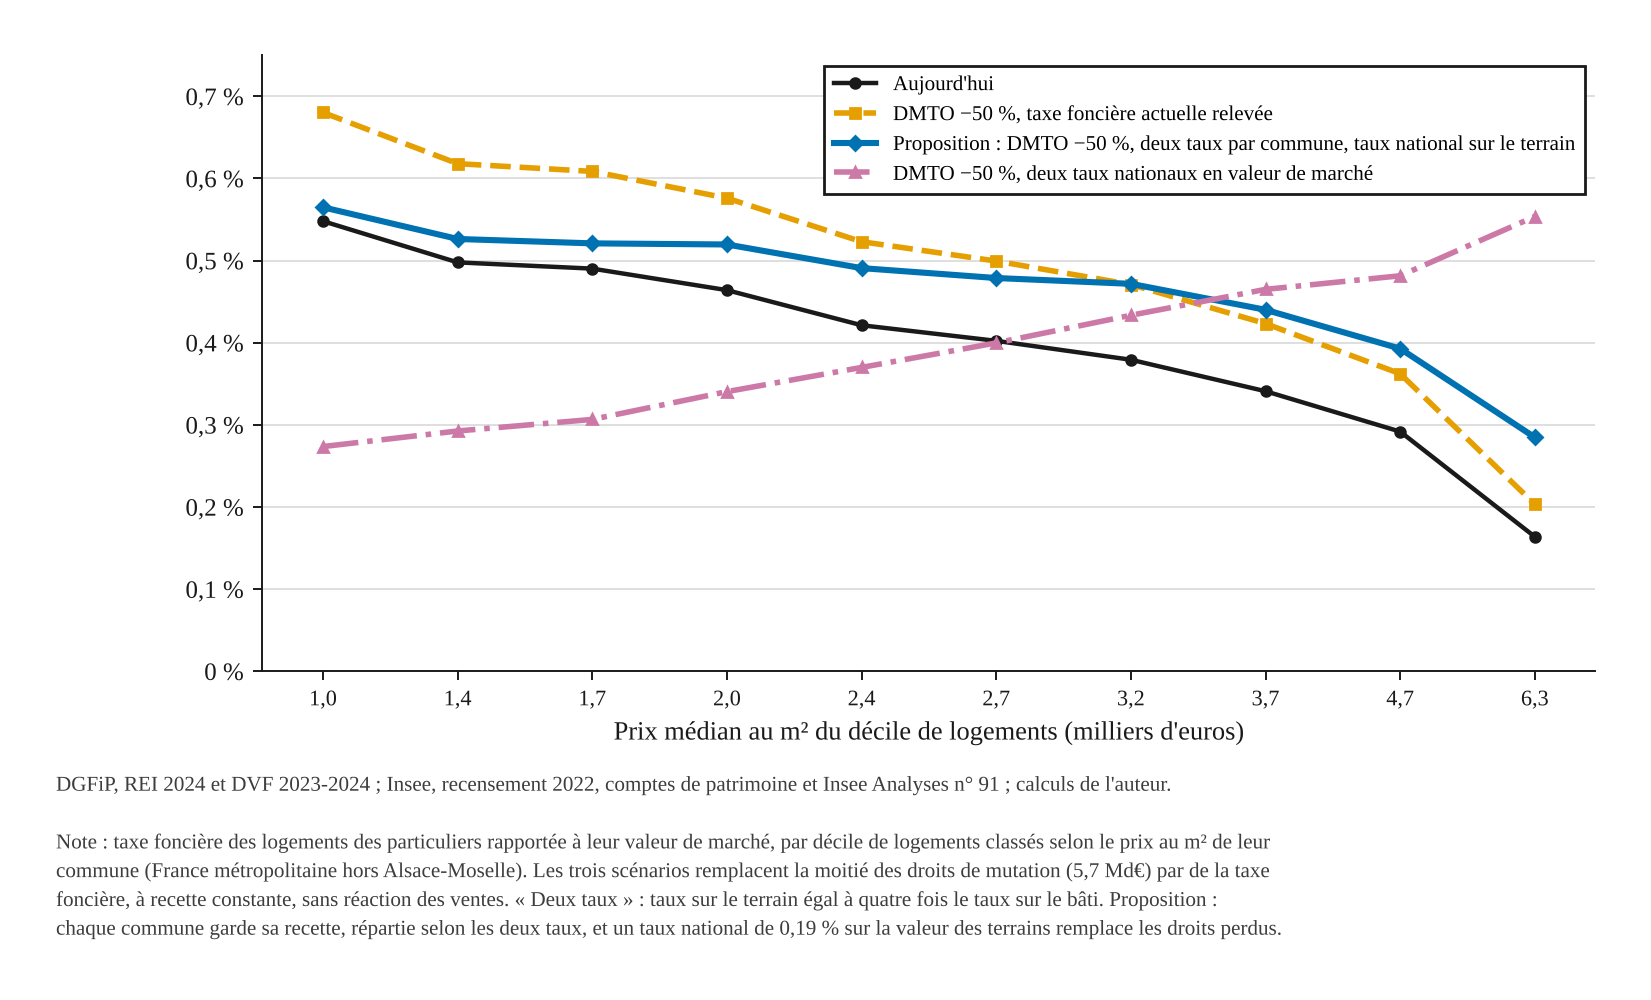 Aujourd'hui
0,7 %
DMTO −50 %, taxe foncière actuelle relevée
Proposition : DMTO −50 %, deux taux par commune, taux national sur le terrain
DMTO −50 %, deux taux nationaux en valeur de marché
0,6 %
0,5 %
0,4 %
0,3 %
0,2 %
0,1 %
0 %
1,0 1,4 1,7 2,0 2,4 2,7 3,2 3,7 4,7 6,3
Prix médian au m² du décile de logements (milliers d'euros)
DGFiP, REI 2024 et DVF 2023-2024 ; Insee, recensement 2022, comptes de patrimoine et Insee Analyses n° 91 ; calculs de l'auteur.
Note : taxe foncière des logements des particuliers rapportée à leur valeur de marché, par décile de logements classés selon le prix au m² de leur
commune (France métropolitaine hors Alsace-Moselle). Les trois scénarios remplacent la moitié des droits de mutation (5,7 Md€) par de la taxe
foncière, à recette constante, sans réaction des ventes. « Deux taux » : taux sur le terrain égal à quatre fois le taux sur le bâti. Proposition :
chaque commune garde sa recette, répartie selon les deux taux, et un taux national de 0,19 % sur la valeur des terrains remplace les droits perdus.